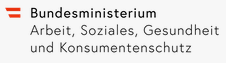 Bundesministerium
Arbeit, Soziales, Gesundheit
und Konsumentenschutz